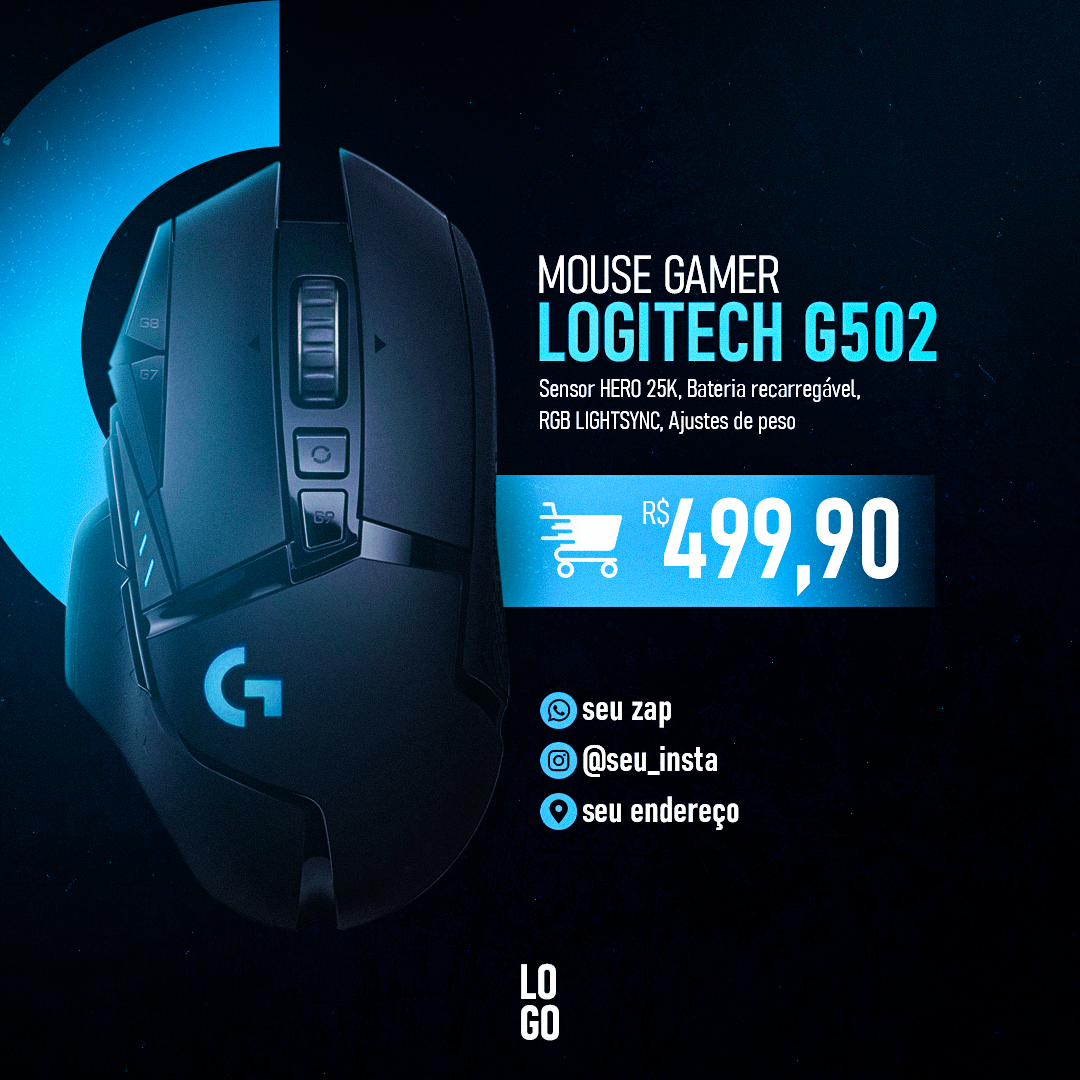 MOUSE GAMER
LOGITECH G502
Sensor HERO 25K, Bateria recarregável,
RGB LIGHTSYNC, Ajustes de peso
R$499,90
seu zap
@seu_insta
seu endereço
LO
GO
G8
G7
G9
G